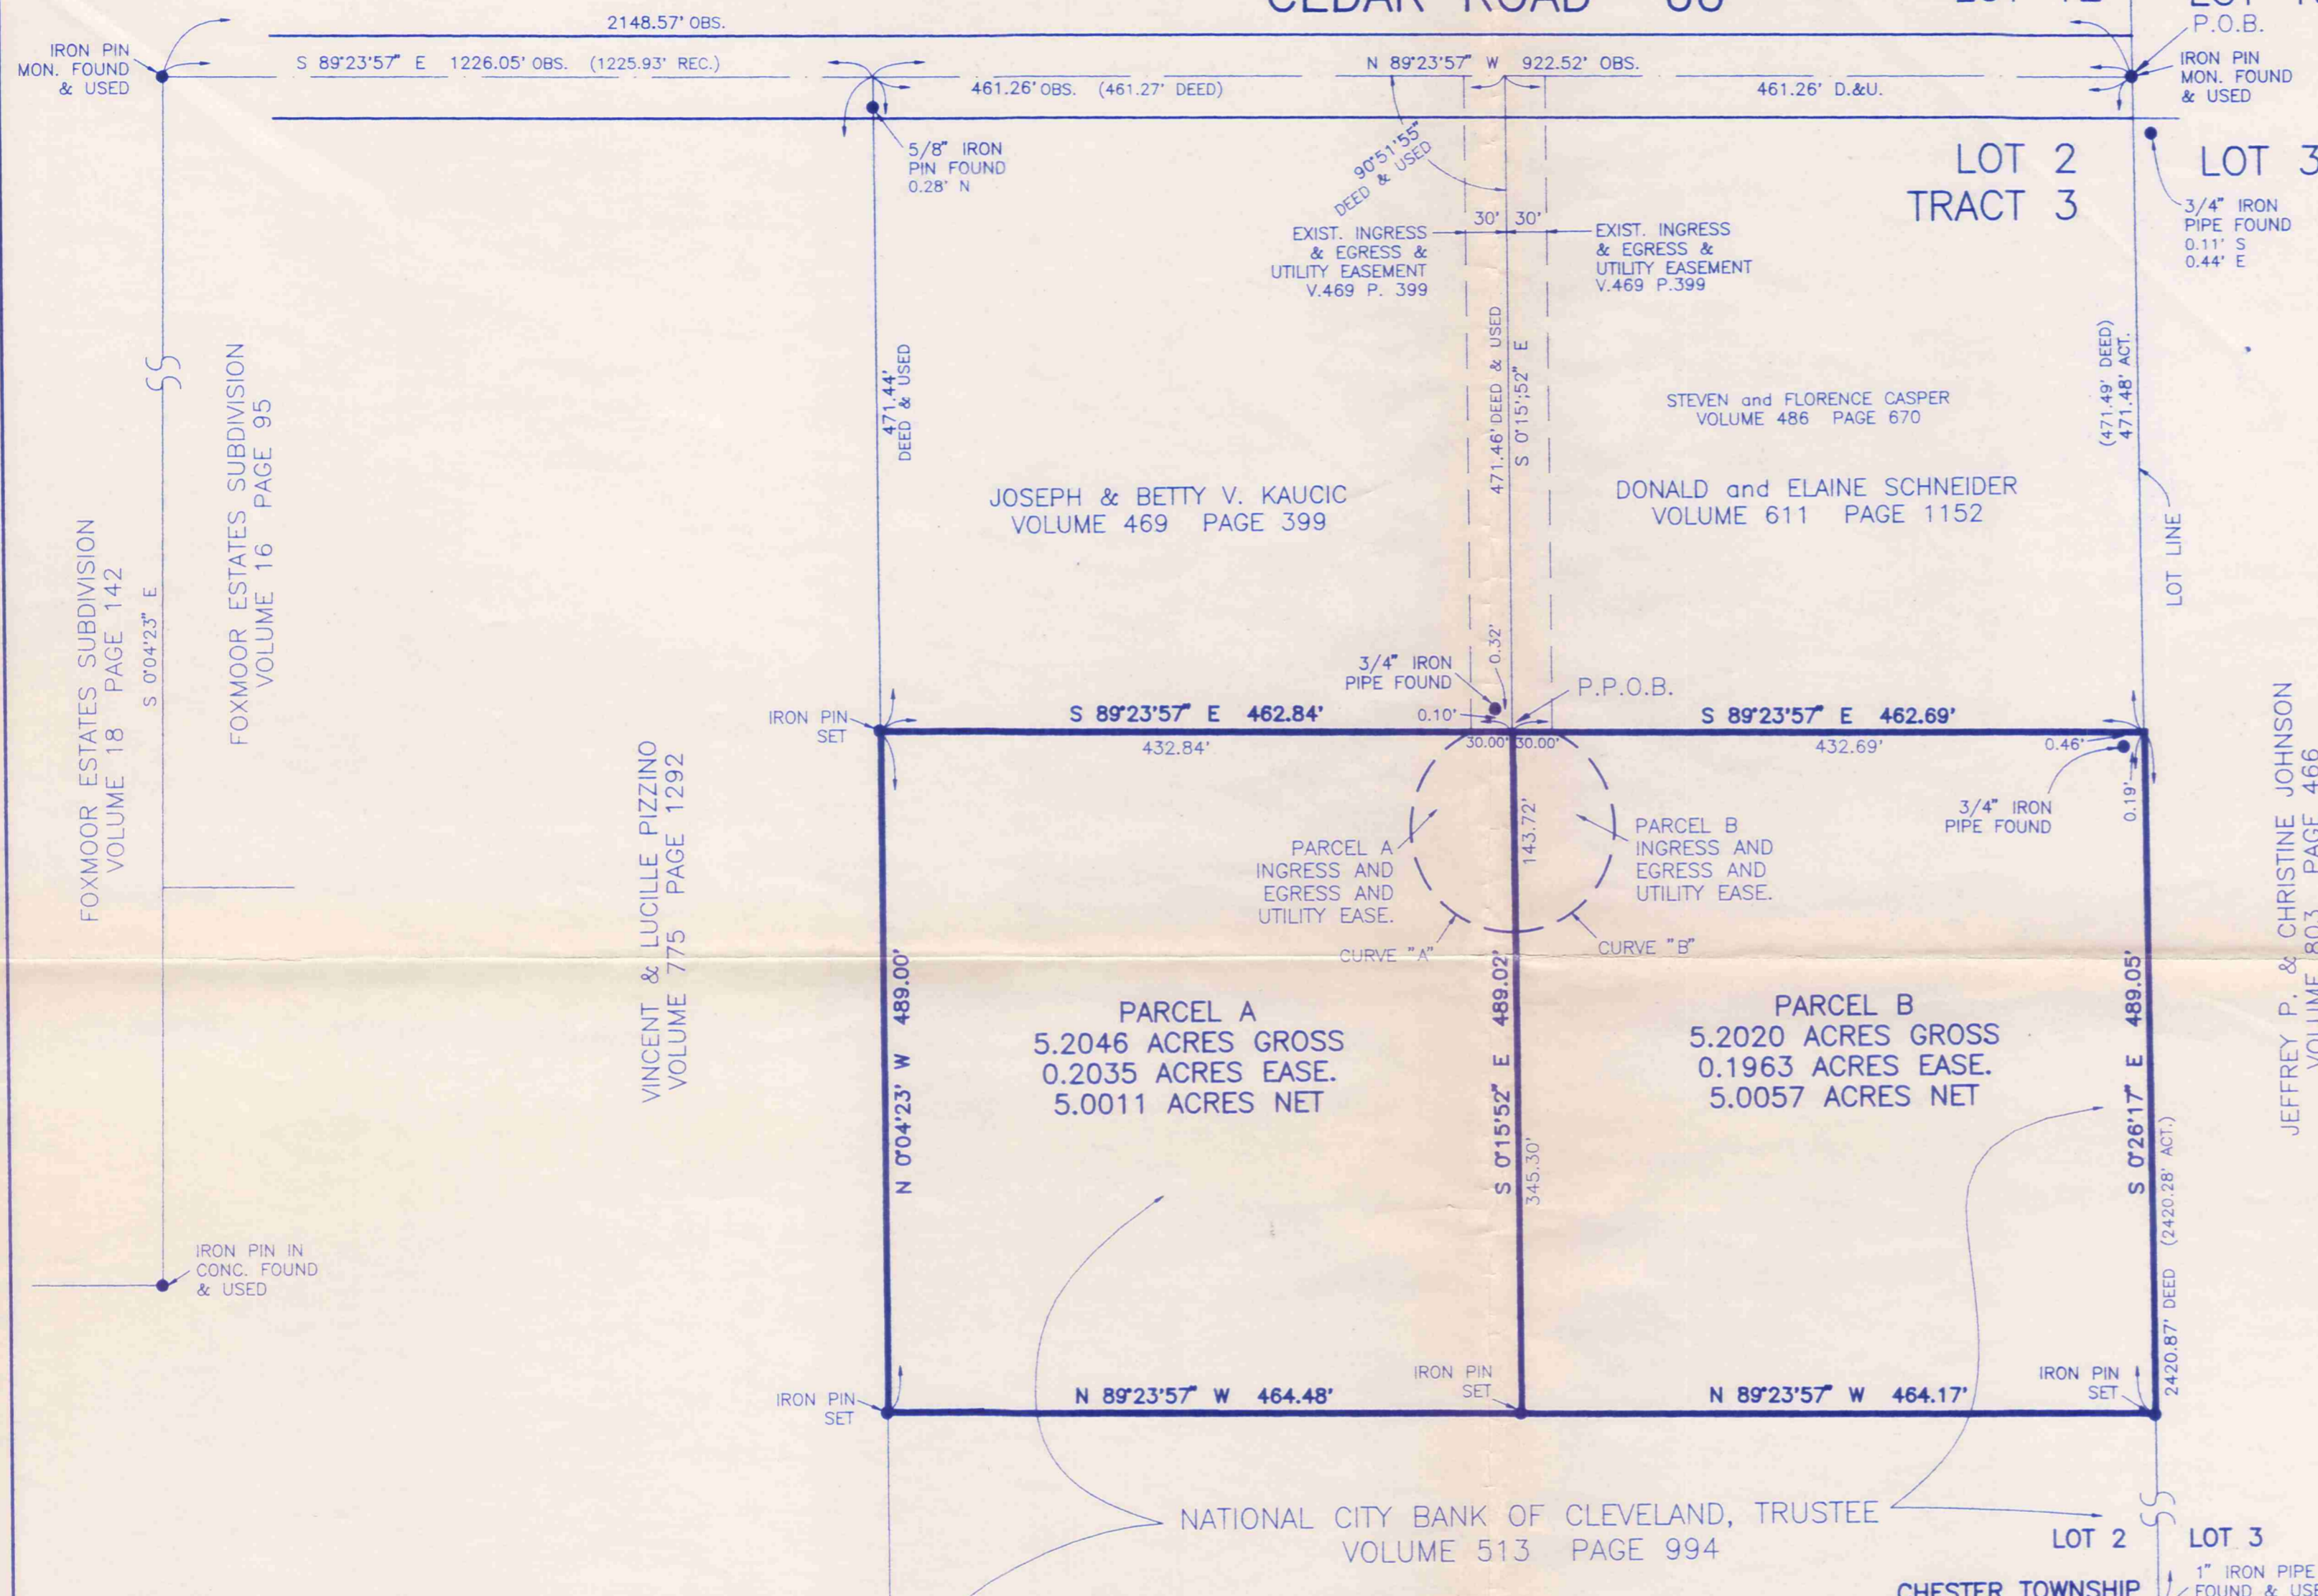 CEDAR ROAD
2148.57' OBS.
P.O.B.
IRON PIN
MON. FOUND
& USED
S 89°23'57" E 1226.05' OBS. (1225.93' REC.)
N 89°23'57" W 922.52' OBS.
IRON PIN
MON. FOUND
& USED
461.26' OBS. (461.27' DEED)
461.26' D.&U.
5/8" IRON
PIN FOUND
0.28' N
90°51'55"
DEED & USED
LOT 2
TRACT 3
LOT 3
3/4" IRON
PIPE FOUND
0.11' S
0.44' E
30' 30'
EXIST. INGRESS
& EGRESS &
UTILITY EASEMENT
V.469 P. 399
EXIST. INGRESS
& EGRESS &
UTILITY EASEMENT
V.469 P.399
471.44'
DEED & USED
471.46' DEED & USED
S 0°15';52" E
(471.49' DEED)
471.48' ACT.
STEVEN and FLORENCE CASPER
VOLUME 486 PAGE 670
JOSEPH & BETTY V. KAUCIC
VOLUME 469 PAGE 399
DONALD and ELAINE SCHNEIDER
VOLUME 611 PAGE 1152
LOT LINE
FOXMOOR ESTATES SUBDIVISION
VOLUME 18 PAGE 142
S 0°04'23" E
FOXMOOR ESTATES SUBDIVISION
VOLUME 16 PAGE 95
VINCENT & LUCILLE PIZZINO
VOLUME 775 PAGE 1292
JEFFREY P. & CHRISTINE JOHNSON
VOLUME 803 PAGE 466
0.32'
3/4" IRON
PIPE FOUND
P.P.O.B.
IRON PIN
SET
S 89°23'57" E 462.84'
0.10'
S 89°23'57" E 462.69'
432.84'
30.00' 30.00'
432.69'
0.46'
0.19'
3/4" IRON
PIPE FOUND
143.72'
PARCEL A
INGRESS AND
EGRESS AND
UTILITY EASE.
PARCEL B
INGRESS AND
EGRESS AND
UTILITY EASE.
CURVE "A"
CURVE "B"
N 0°04'23' W 489.00'
S 0°15'52" E 489.02'
345.30'
S 0°26'17" E 489.05'
2420.87' DEED (2420.28' ACT.)
PARCEL A
5.2046 ACRES GROSS
0.2035 ACRES EASE.
5.0011 ACRES NET
PARCEL B
5.2020 ACRES GROSS
0.1963 ACRES EASE.
5.0057 ACRES NET
IRON PIN IN
CONC. FOUND
& USED
IRON PIN
SET
N 89°23'57" W 464.48'
IRON PIN
SET
N 89°23'57" W 464.17'
IRON PIN
SET
NATIONAL CITY BANK OF CLEVELAND, TRUSTEE
VOLUME 513 PAGE 994
LOT 2
LOT 3
CHESTER TOWNSHIP
1" IRON PIPE
FOUND & USED